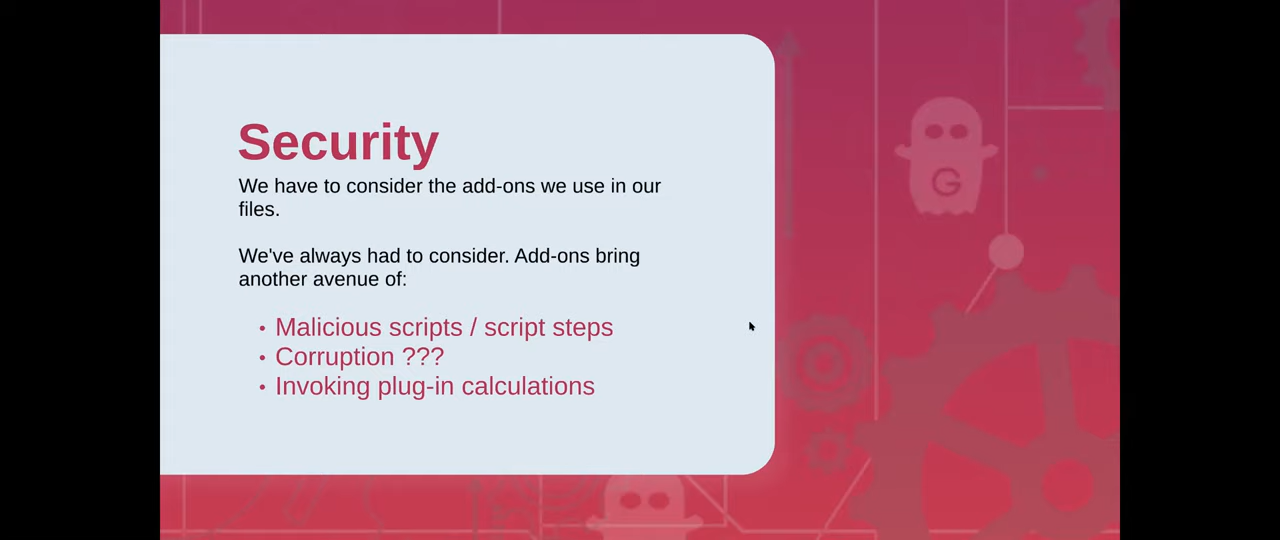 Security
We have to consider the add-ons we use in our
files.
We've always had to consider. Add-ons bring
another avenue of:
• Malicious scripts / script steps
• Corruption ???
• Invoking plug-in calculations
G